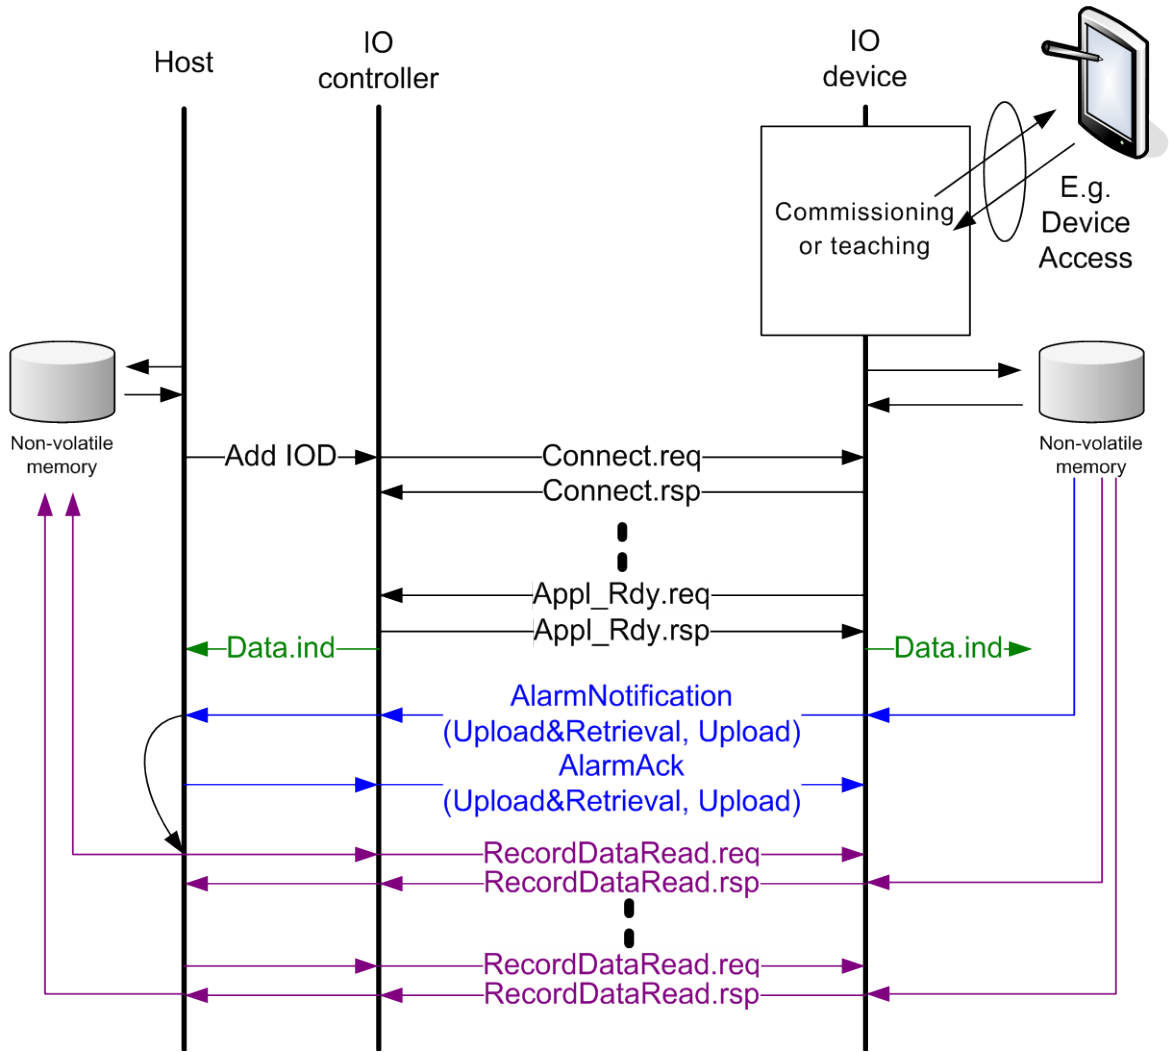 Host
IO
controller
IO
device
Commissioning
or teaching
E.g.
Device
Access
Non-volatile
memory
Non-volatile
memory
Add IOD
Connect.req
Connect.rsp
Appl_Rdy.req
Appl_Rdy.rsp
Data.ind
Data.ind
AlarmNotification
(Upload&Retrieval, Upload)
AlarmAck
(Upload&Retrieval, Upload)
RecordDataRead.req
RecordDataRead.rsp
RecordDataRead.req
RecordDataRead.rsp